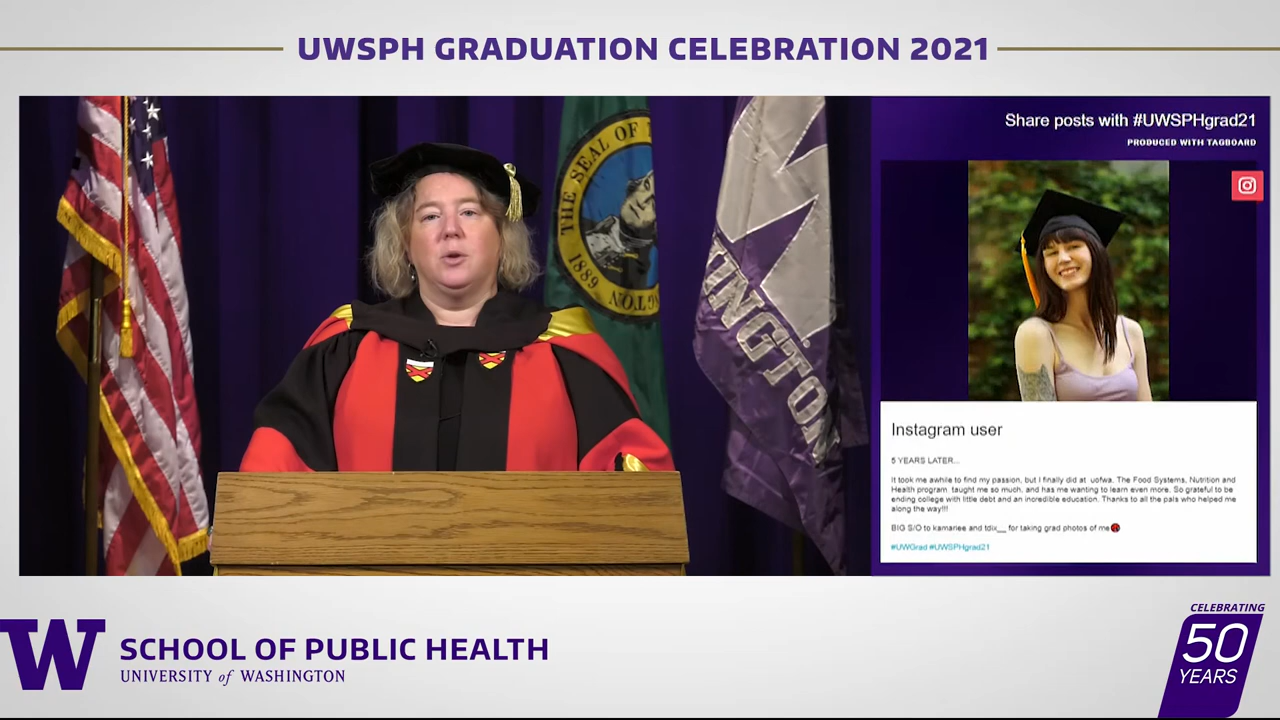 UWSPH GRADUATION CELEBRATION 2021
THE SEAL OF T
1889
NGTON
Share posts with #UWSPHgrad21
PRODUCED WITH TAGBOARD
Instagram user
5 YEARS LATER...
It took me awhile to find my passion, but I finally did at uofwa. The Food Systems, Nutrition and
Health program, taught me so much, and has me wanting to learn even more. So grateful to be
ending college with little debt and an incredible education. Thanks to all the pals who helped me
along the way!!!
BIG S/O to kamariee and tdix__ for taking grad photos of me
#UWGrad #UWSPHgrad21
W SCHOOL OF PUBLIC HEALTH
UNIVERSITY of WASHINGTON
CELEBRATING
50
YEARS